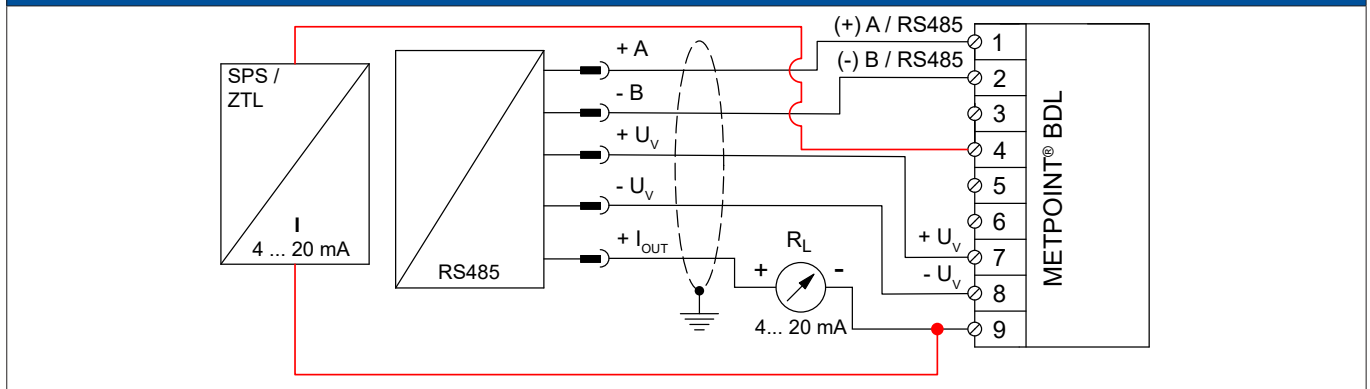 SPS /
ZTL
I
4 ... 20 mA
RS485
+ A
- B
+ U_V
- U_V
+ I_OUT
R_L
+ -
4... 20 mA
(+) A / RS485
(-) B / RS485
+ U_V
- U_V
1
2
3
4
5
6
7
8
9
METPOINT® BDL